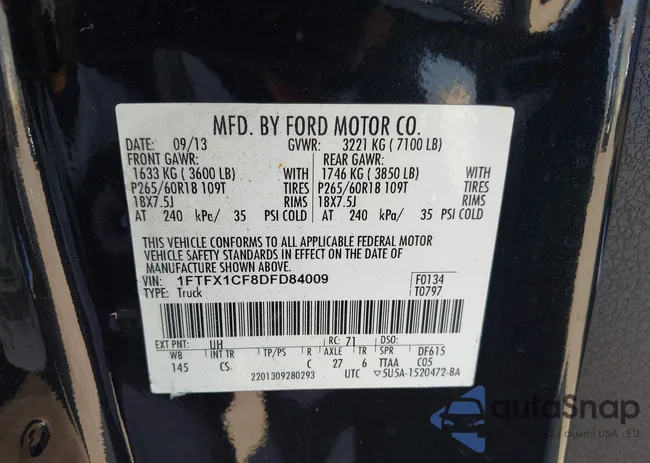 MFD. BY FORD MOTOR CO.
DATE: 09/13 GVWR: 3221 KG ( 7100 LB)
FRONT GAWR: REAR GAWR:
1633 KG ( 3600 LB) WITH 1746 KG ( 3850 LB) WITH
P265/60R18 109T TIRES P265/60R18 109T TIRES
18X7.5J RIMS 18X7.5J RIMS
AT 240 kPa/ 35 PSI COLD AT 240 kPa/ 35 PSI COLD
THIS VEHICLE CONFORMS TO ALL APPLICABLE FEDERAL MOTOR
VEHICLE SAFETY STANDARDS IN EFFECT ON THE DATE OF
MANUFACTURE SHOWN ABOVE.
VIN: 1FTFX1CF8DFD84009 F0134
TYPE: Truck T0797
EXT PNT: UH RC: 71 DSO:
WB INT TR TP/PS R AXLE TR SPR DF615
145 CS C 27 6 TTAA C05
2201309280293 UTC ▽5U5A-1520472-BA
autoSnap
USA - EU